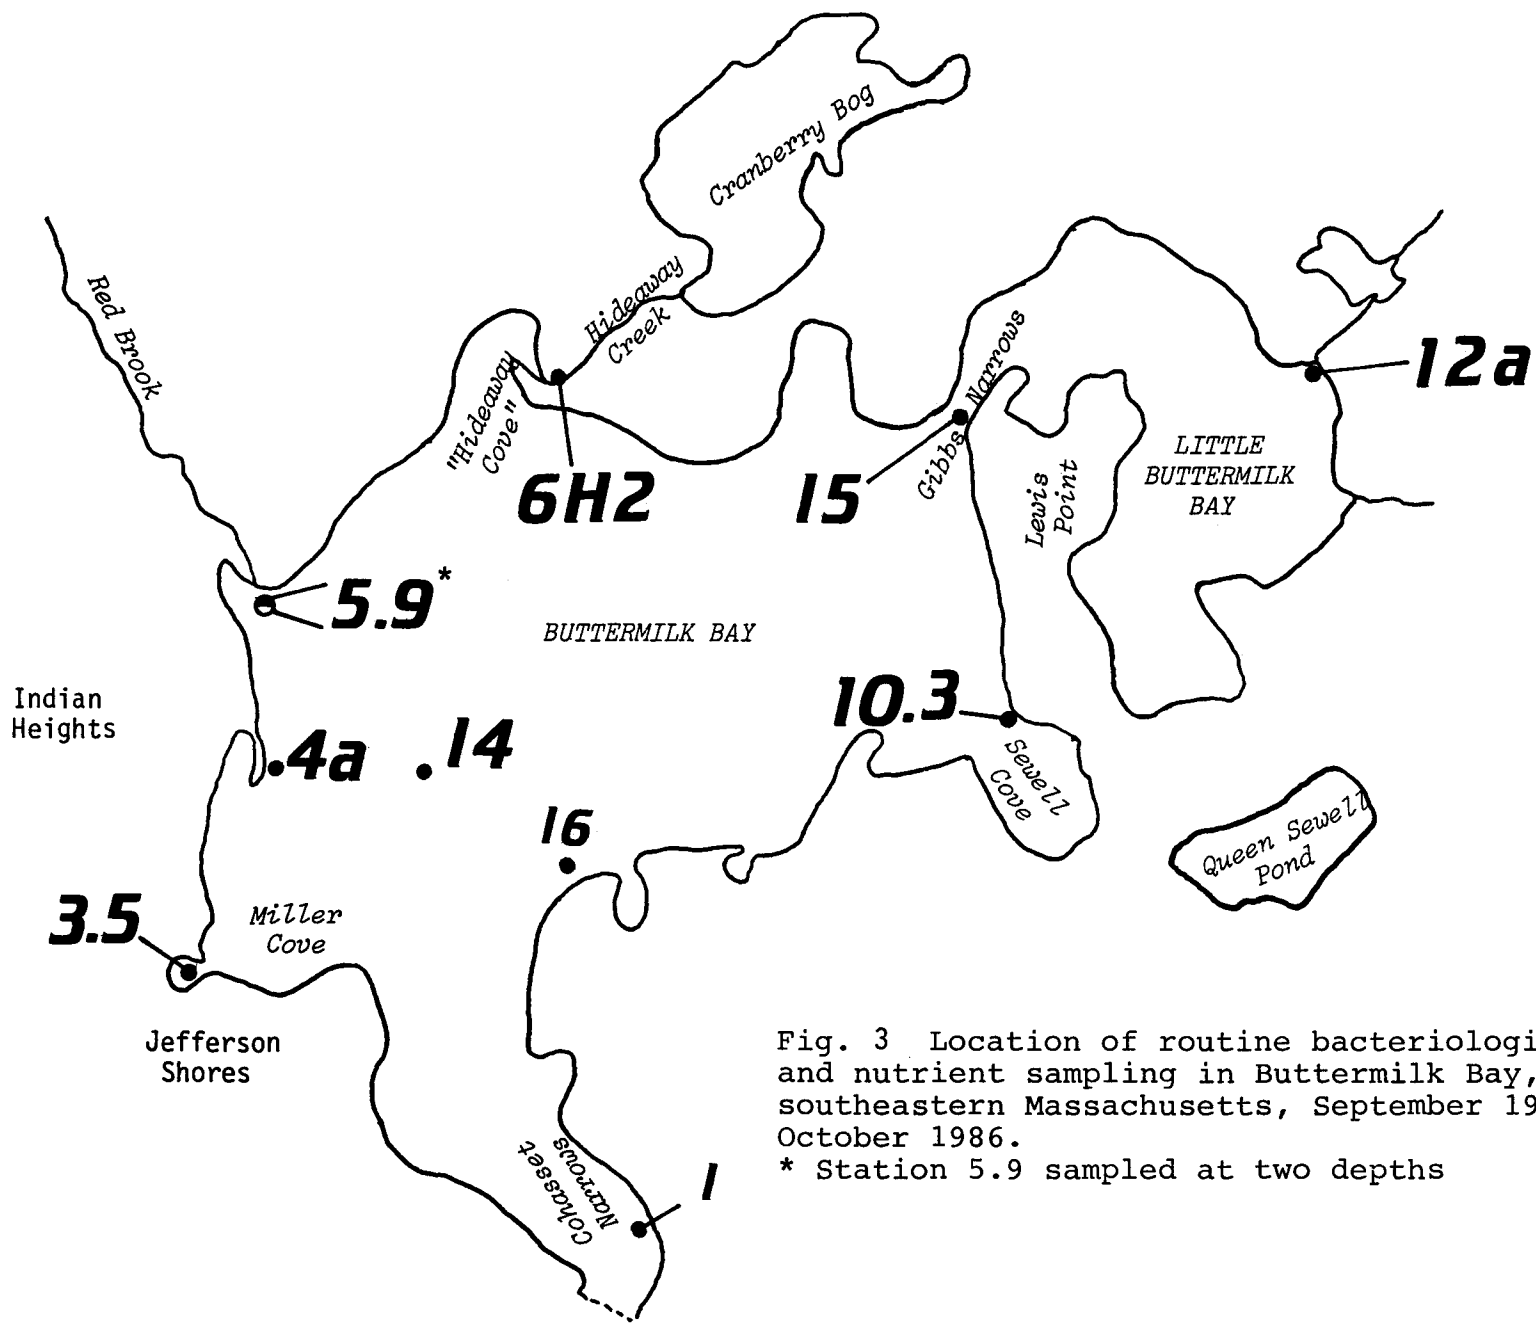 Cranberry Bog
Red Brook
Hideaway
Creek
"Hideaway
Cove"
6H2
15
Gibbs Narrows
12a
Lewis
Point
LITTLE
BUTTERMILK
BAY
5.9*
BUTTERMILK BAY
Indian
Heights
4a
14
10.3
Sewell
Cove
16
Queen Sewell
Pond
3.5
Miller
Cove
Jefferson
Shores
Cohasset
Narrows
1
Fig. 3 Location of routine bacteriologi
and nutrient sampling in Buttermilk Bay,
southeastern Massachusetts, September 19
October 1986.
* Station 5.9 sampled at two depths